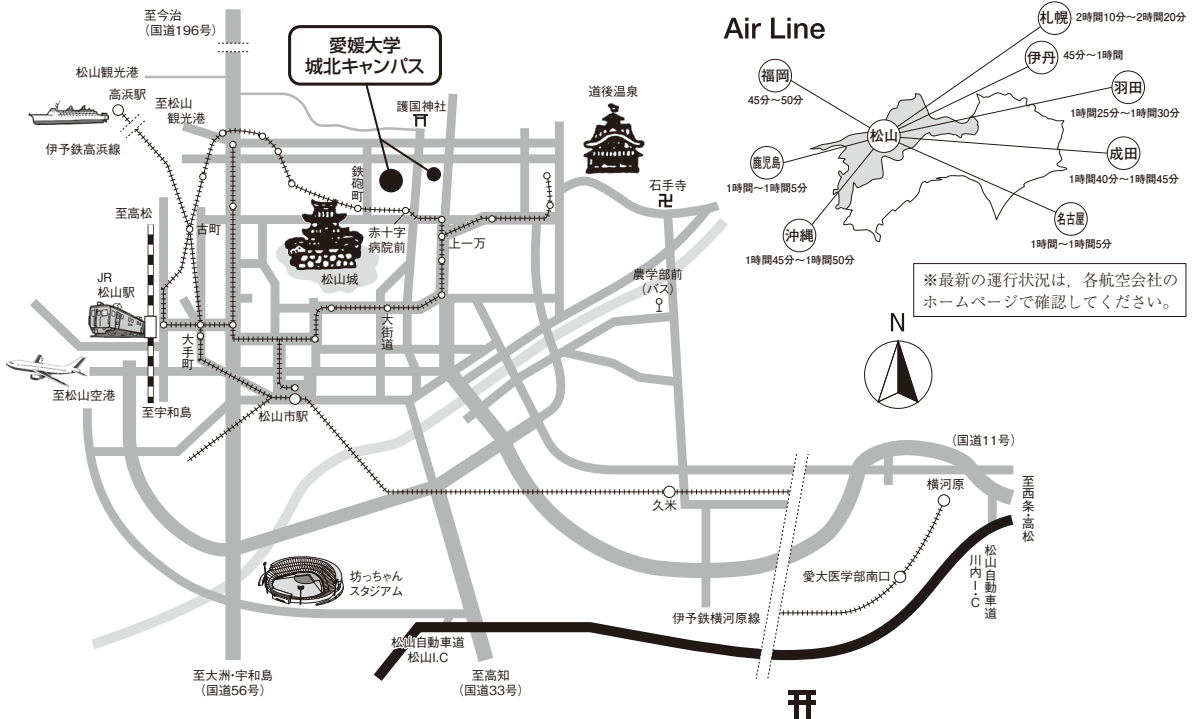 至今治
(国道196号)
愛媛大学
城北キャンパス
松山観光港
高浜駅
至松山
観光港
護国神社
道後温泉
伊予鉄高浜線
鉄砲町
石手寺
至高松
古町
赤十字
病院前
上一万
松山城
農学部前
(バス)
JR
松山駅
大街道
大手町
至松山空港
至宇和島
松山市駅
久米
(国道11号)
横河原
至西条・高松
愛大医学部南口
松山自動車道
川内I・C
伊予鉄横河原線
坊っちゃん
スタジアム
松山自動車道
松山I.C
至大洲・宇和島
(国道56号)
至高知
(国道33号)
Air Line
札幌
2時間10分〜2時間20分
伊丹
45分〜1時間
福岡
45分〜50分
羽田
1時間25分〜1時間30分
松山
成田
1時間40分〜1時間45分
鹿児島
1時間〜1時間5分
名古屋
1時間〜1時間5分
沖縄
1時間45分〜1時間50分
※最新の運行状況は，各航空会社の
ホームページで確認してください。
N